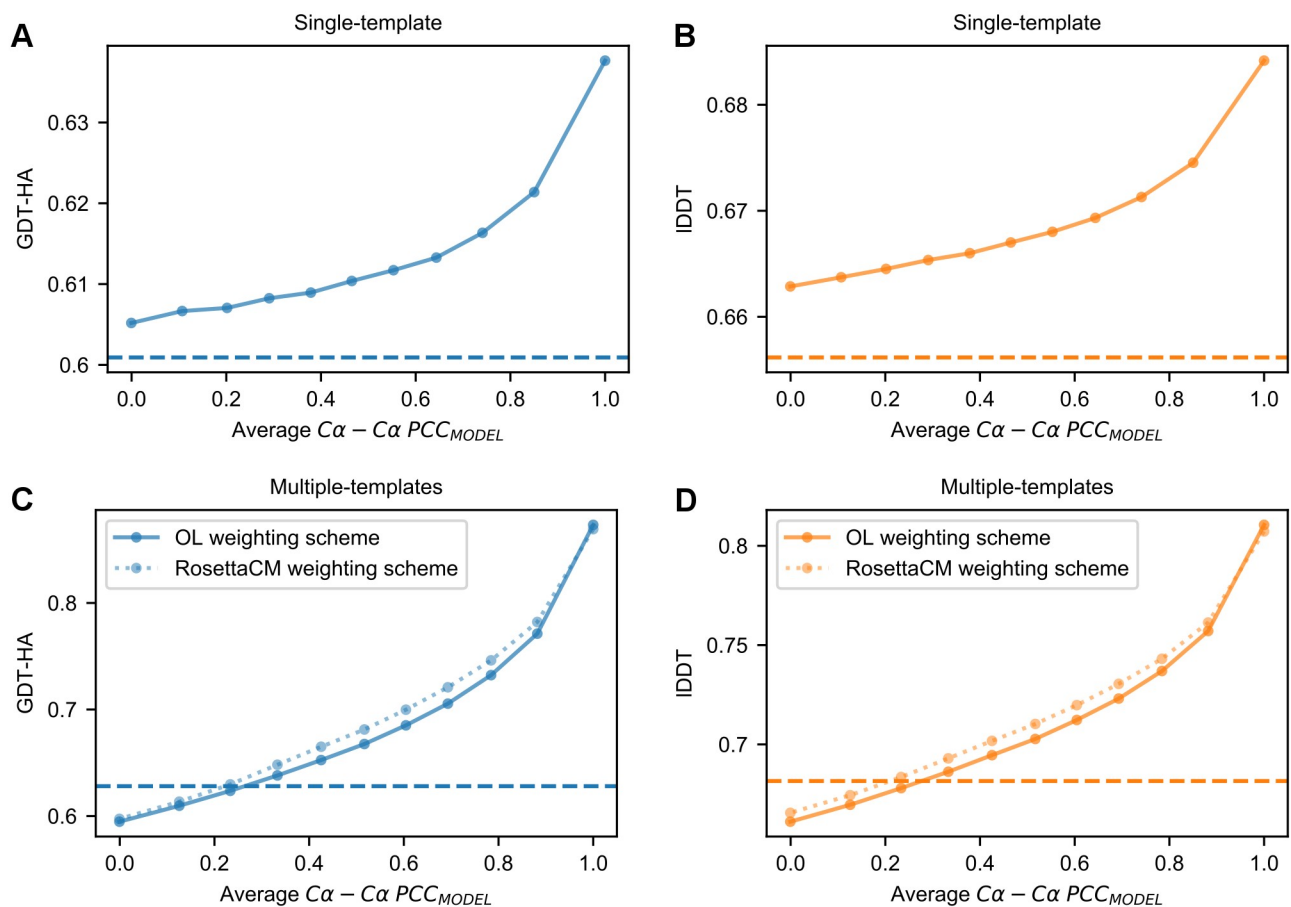 A
Single-template
GDT-HA
0.63
0.62
0.61
0.6
0.0 0.2 0.4 0.6 0.8 1.0
Average Cα − Cα PCC_MODEL
B
Single-template
lDDT
0.68
0.67
0.66
0.0 0.2 0.4 0.6 0.8 1.0
Average Cα − Cα PCC_MODEL
C
Multiple-templates
OL weighting scheme
RosettaCM weighting scheme
GDT-HA
0.8
0.7
0.6
0.0 0.2 0.4 0.6 0.8 1.0
Average Cα − Cα PCC_MODEL
D
Multiple-templates
OL weighting scheme
RosettaCM weighting scheme
lDDT
0.8
0.75
0.7
0.0 0.2 0.4 0.6 0.8 1.0
Average Cα − Cα PCC_MODEL